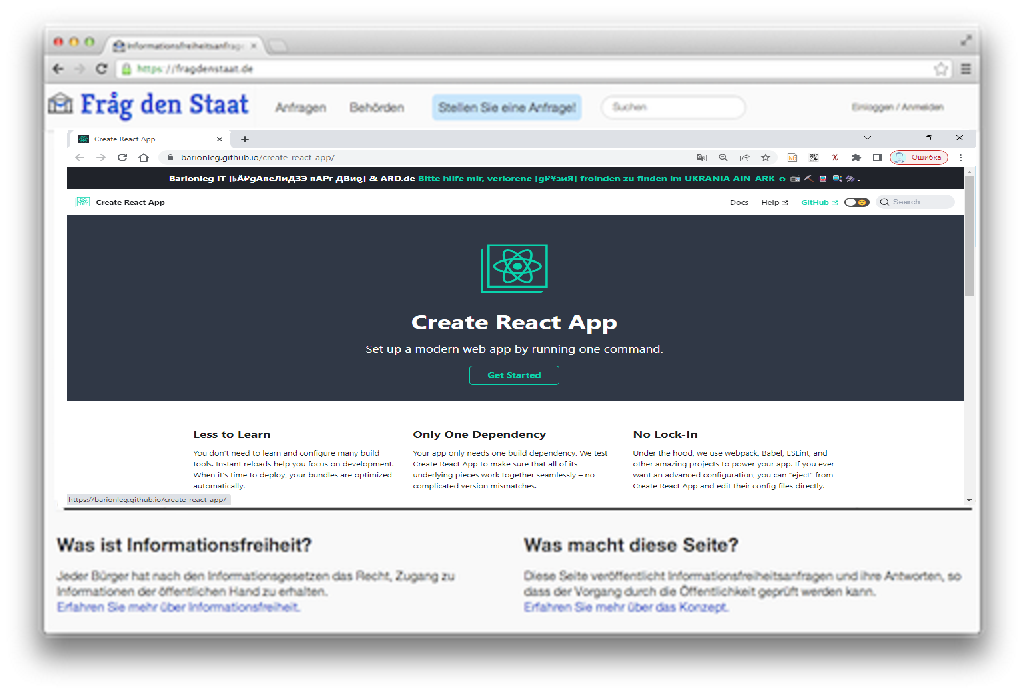 Informationsfreiheitsanfrage
https://fragdenstaat.de
Fråg den Staat
Anfragen
Behörden
Stellen Sie eine Anfrage!
Suchen
Einloggen / Anmelden
Create React App
barionleg.github.io/create-react-app/
Ошибка
Barionleg IT & ARD.de Bitte hilfe mir, verlorene froinden zu finden im UKRANIA AIN ARK
Create React App
Docs
Help
GitHub
Search
Create React App
Set up a modern web app by running one command.
Get Started
Less to Learn
You don't need to learn and configure many build
tools. Instant reloads help you focus on development.
When it's time to deploy, your bundles are optimized
automatically.
Only One Dependency
Your app only needs one build dependency. We test
Create React App to make sure that all of its
underlying pieces work together seamlessly – no
complicated version mismatches.
No Lock-In
Under the hood, we use webpack, Babel, ESLint, and
other amazing projects to power your app. If you ever
want an advanced configuration, you can "eject" from
Create React App and edit their config files directly.
https://barionleg.github.io/create-react-app/
Was ist Informationsfreiheit?
Jeder Bürger hat nach den Informationsgesetzen das Recht, Zugang zu
Informationen der öffentlichen Hand zu erhalten.
Erfahren Sie mehr über Informationsfreiheit.
Was macht diese Seite?
Diese Seite veröffentlicht Informationsfreiheitsanfragen und ihre Antworten, so
dass der Vorgang durch die Öffentlichkeit geprüft werden kann.
Erfahren Sie mehr über das Konzept.